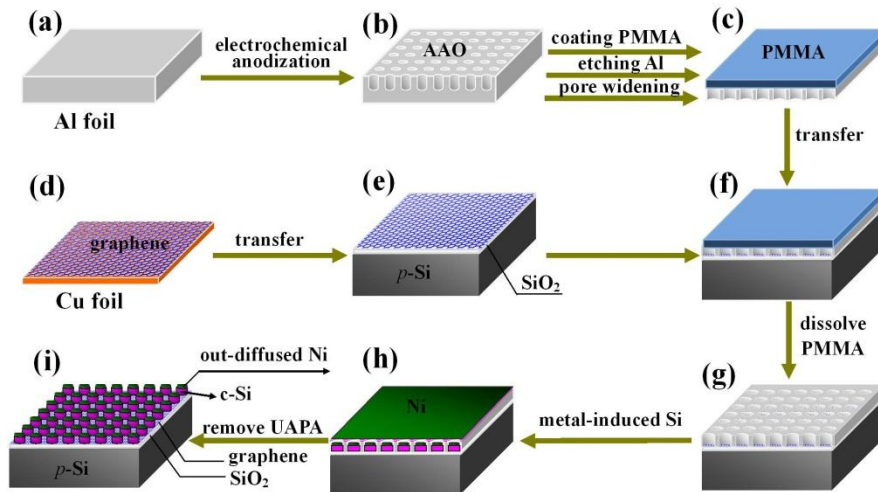 (a)
Al foil
electrochemical
anodization
(b)
AAO
coating PMMA
etching Al
pore widening
(c)
PMMA
transfer
(d)
graphene
Cu foil
transfer
(e)
p-Si
SiO2
(f)
dissolve
PMMA
(g)
metal-induced Si
(h)
Ni
remove UAPA
(i)
out-diffused Ni
c-Si
graphene
SiO2
p-Si